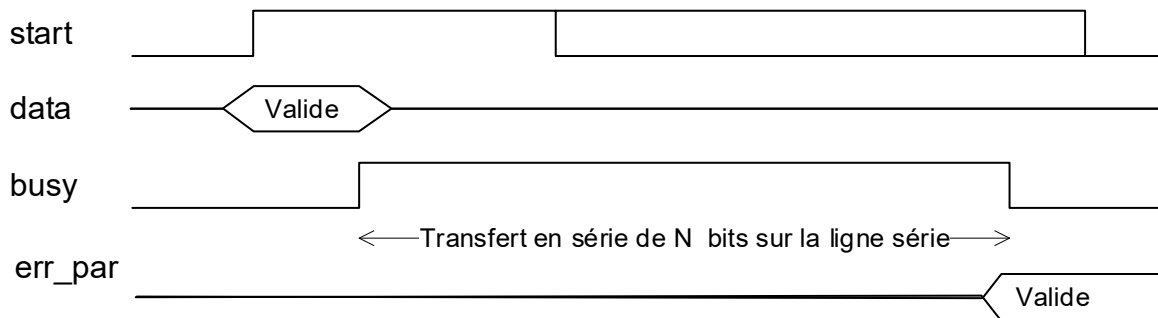 start
data
Valide
busy
Transfert en série de N bits sur la ligne série
err_par
Valide